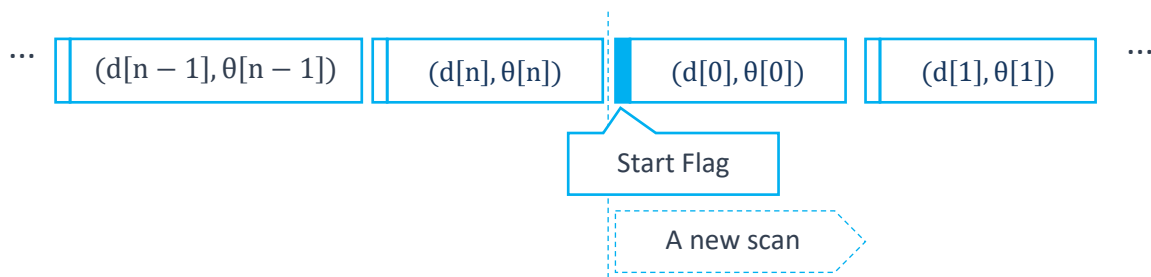 ... (d[n − 1], θ[n − 1]) (d[n], θ[n]) (d[0], θ[0]) (d[1], θ[1]) ...
Start Flag
A new scan